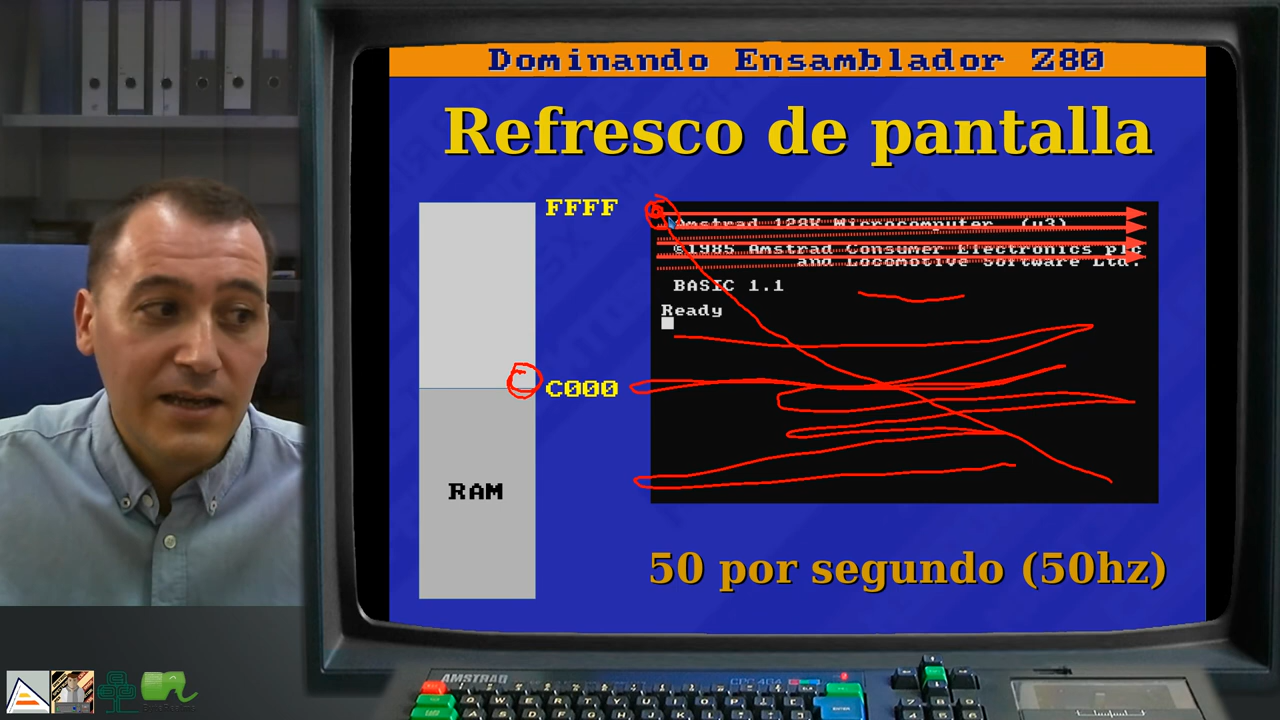 Dominando Ensamblador Z80
Refresco de pantalla
FFFF
Amstrad 128K Microcomputer (v3)
©1985 Amstrad Consumer Electronics plc
and Locomotive Software Ltd.
BASIC 1.1
Ready
C000
RAM
50 por segundo (50hz)
AMSTRAD